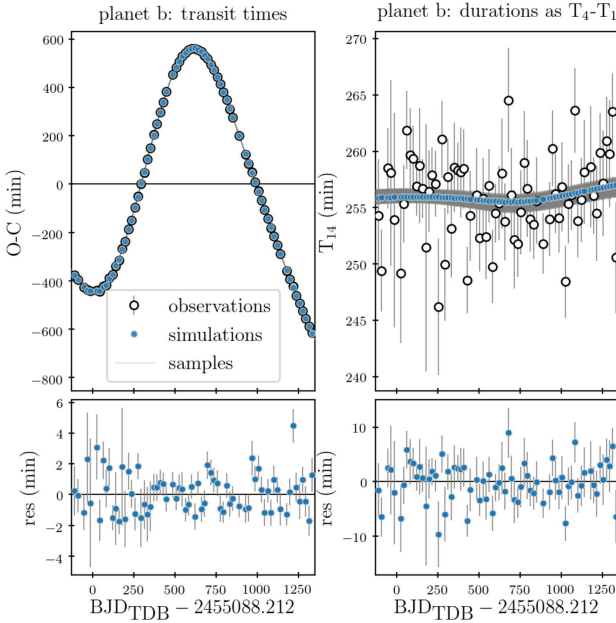 planet b: transit times
600
400
200
0
−200
−400
−600
−800
O-C (min)
observations
simulations
samples
6
4
2
0
−2
−4
res (min)
0 250 500 750 1000 1250
BJD_TDB − 2455088.212
planet b: durations as T₄-T₁
270
265
260
255
250
245
240
T₁₄ (min)
10
0
−10
res (min)
0 250 500 750 1000 1250
BJD_TDB − 2455088.212